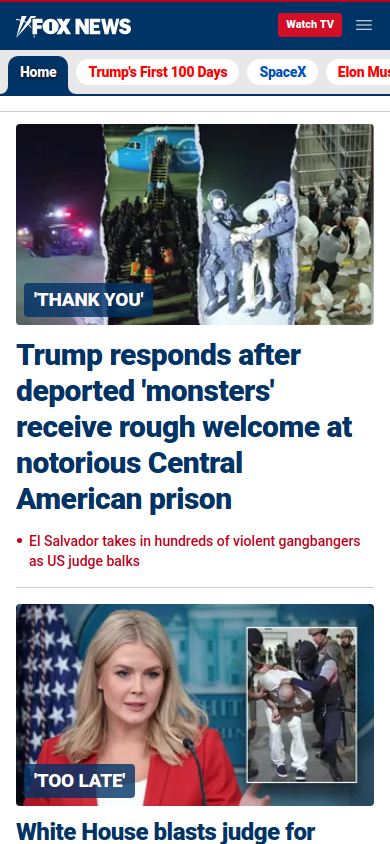 FOX NEWS
Watch TV
Home
Trump's First 100 Days
SpaceX
Elon Mus
'THANK YOU'
Trump responds after
deported 'monsters'
receive rough welcome at
notorious Central
American prison
• El Salvador takes in hundreds of violent gangbangers
as US judge balks
'TOO LATE'
White House blasts judge for